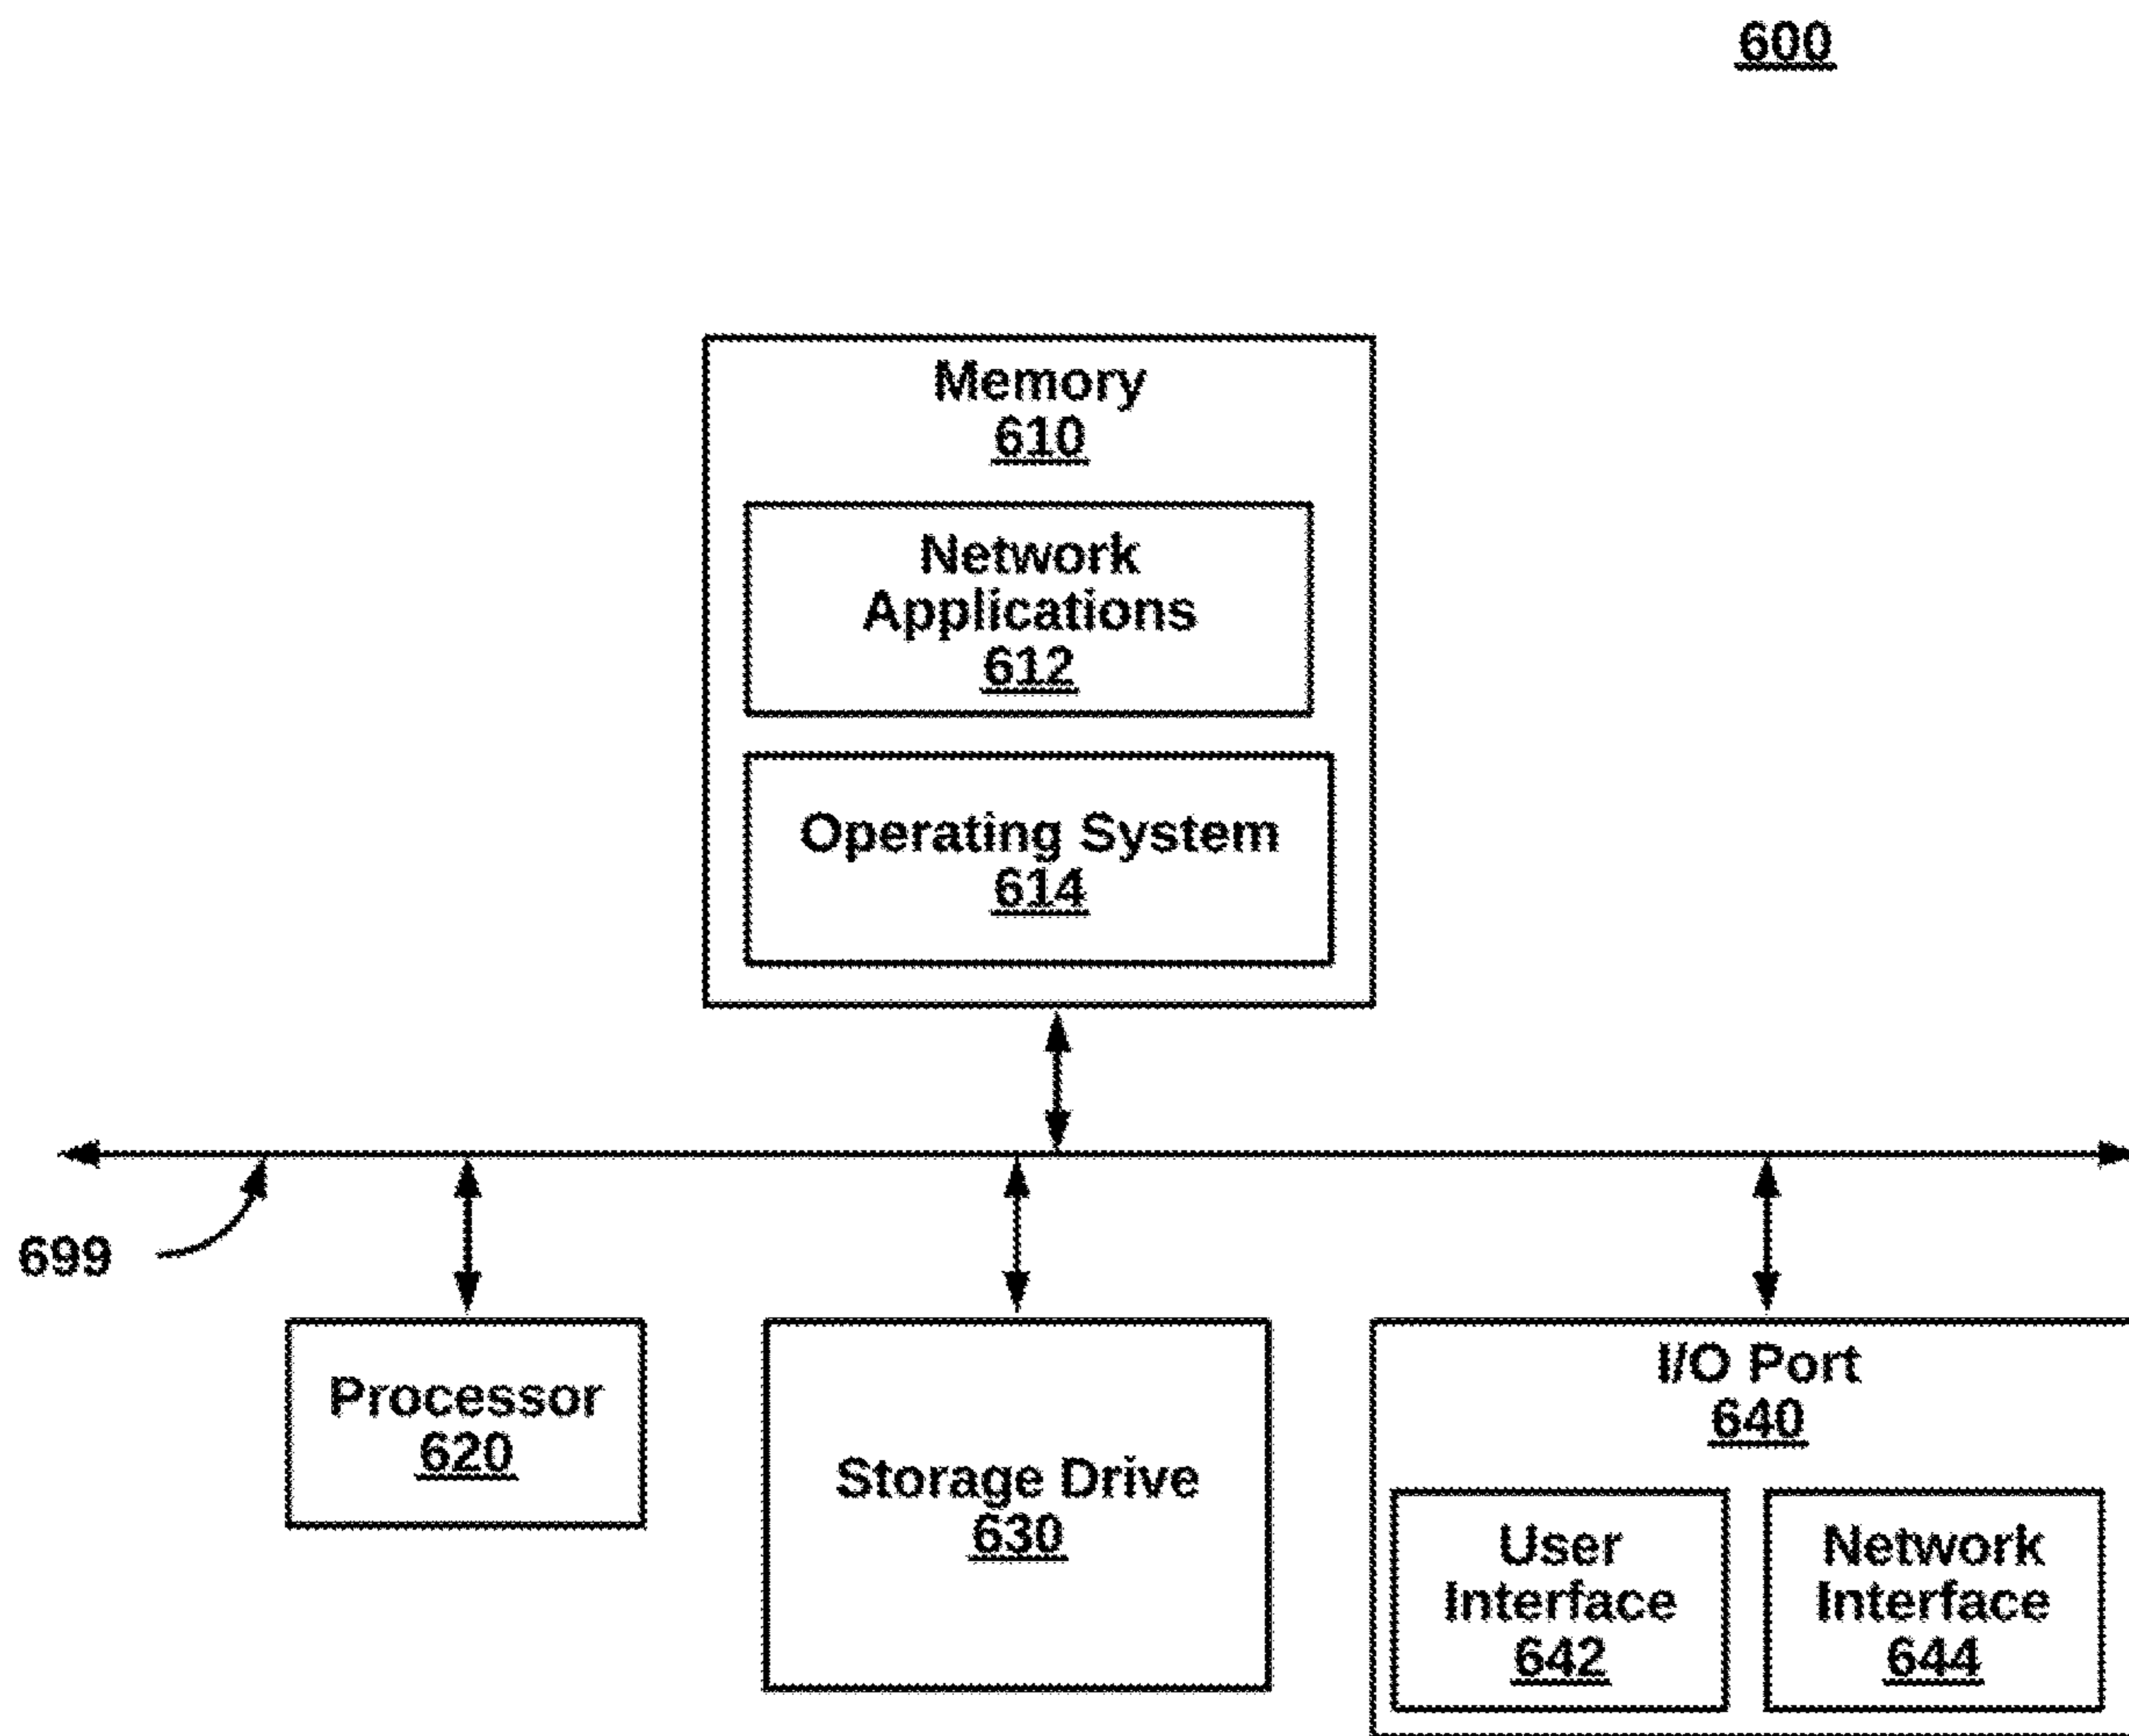 600
Memory
610
Network
Applications
612
Operating System
614
699
Processor
620
Storage Drive
630
I/O Port
640
User
Interface
642
Network
Interface
644